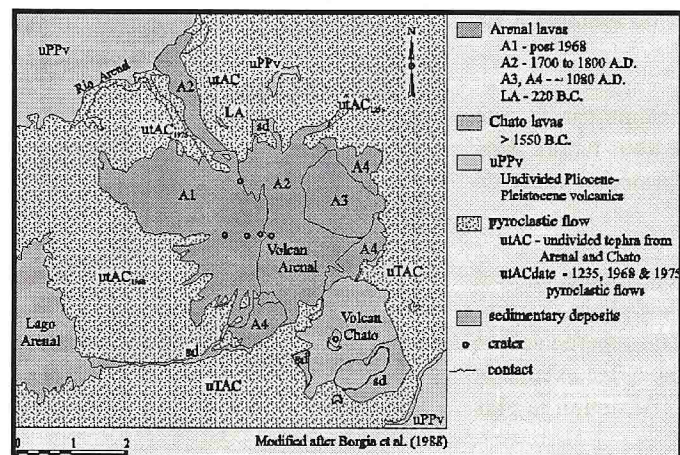 uPPv
Rio Arenal
A2
utAC
uPPv
N
LA
sd
utAC
utAC
A4
A1
A2
A3
A4
Volcan
Arenal
utAC
uTAC
Lago
Arenal
A4
Volcan
Chato
sd
sd
sd
uTAC
uPPv
Modified after Borgia et al. (1988)
0 1 2
Arenal lavas
A1 - post 1968
A2 - 1700 to 1800 A.D.
A3, A4 - ~ 1080 A.D.
LA - 220 B.C.
Chato lavas
> 1550 B.C.
uPPv
Undivided Pliocene-
Pleistocene volcanics
pyroclastic flow
utAC - undivided tephra from
Arenal and Chato
utACdate - 1235, 1968 & 1975
pyroclastic flows
sedimentary deposits
crater
contact